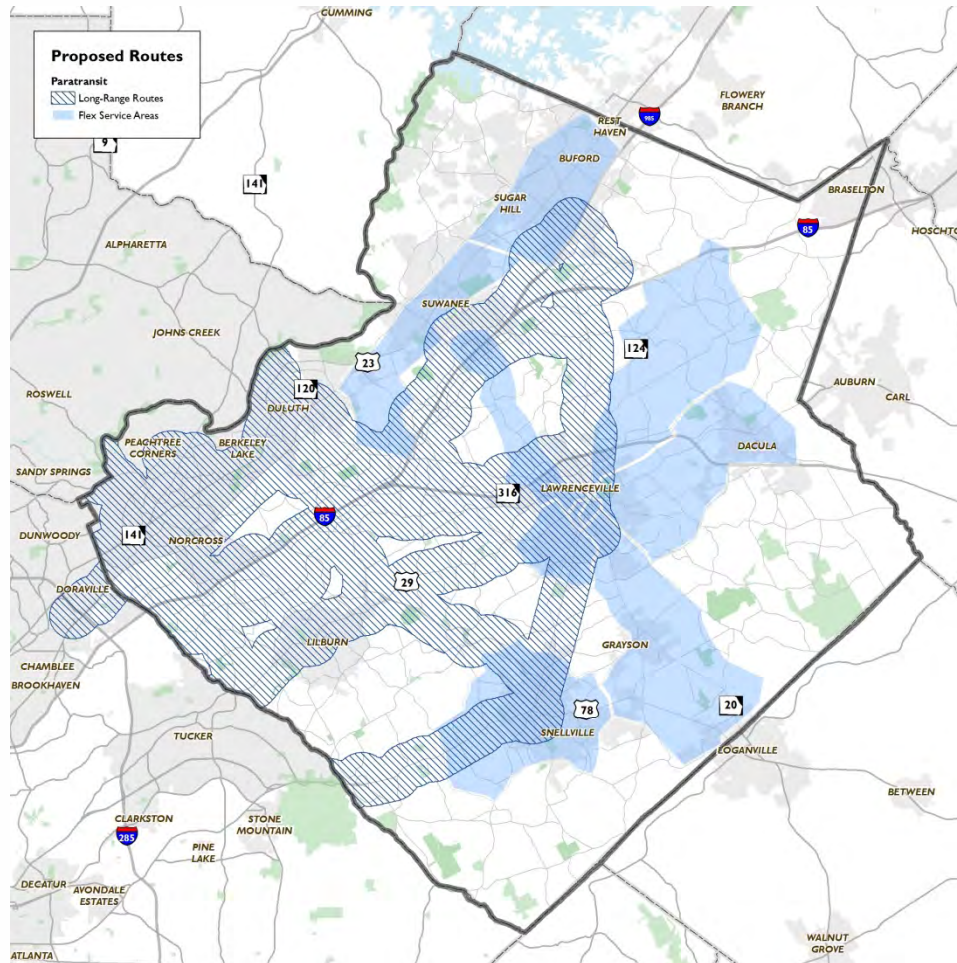 CUMMING
Proposed Routes
Paratransit
Long-Range Routes
Flex Service Areas
FLOWERY
BRANCH
985
REST
HAVEN
9
BUFORD
141
BRASELTON
SUGAR
HILL
85
HOSCHTO
ALPHARETTA
SUWANEE
JOHNS CREEK
124
23
120
AUBURN
CARL
ROSWELL
DULUTH
PEACHTREE
CORNERS
BERKELEY
LAKE
DACULA
SANDY SPRINGS
316
LAWRENCEVILLE
85
DUNWOODY
141
NORCROSS
29
DORAVILLE
LILBURN
GRAYSON
CHAMBLEE
BROOKHAVEN
20
78
SNELLVILLE
TUCKER
LOGANVILLE
BETWEEN
CLARKSTON
STONE
MOUNTAIN
285
PINE
LAKE
DECATUR
AVONDALE
ESTATES
WALNUT
GROVE
ATLANTA